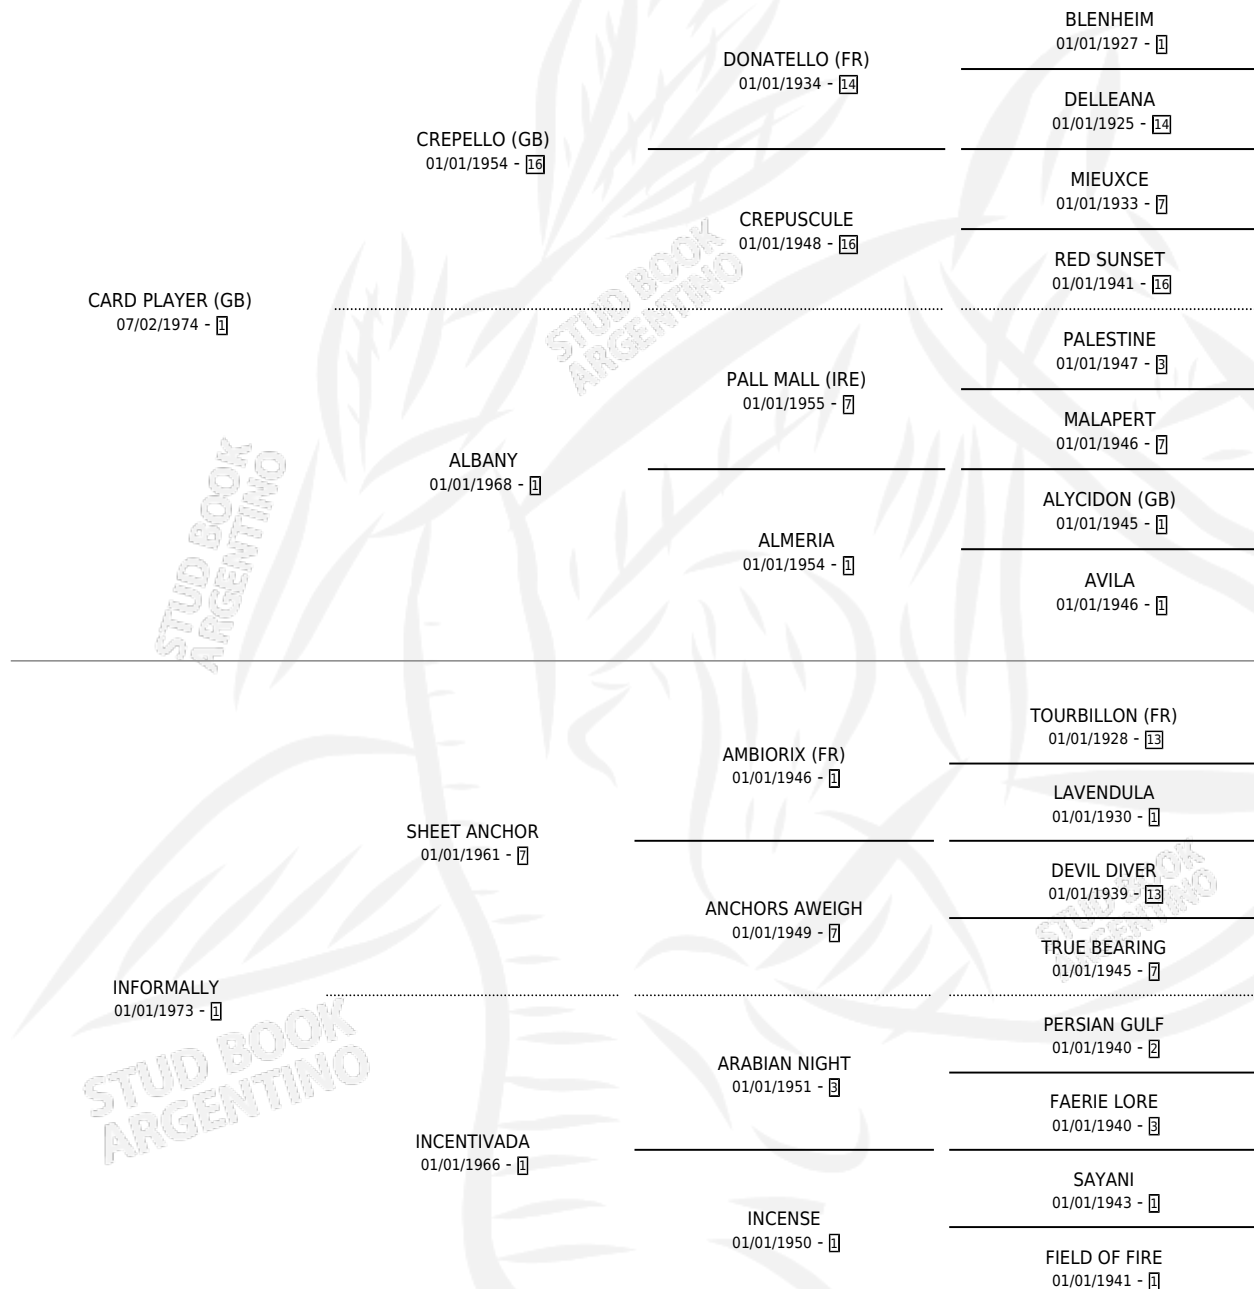 BLENHEIM
01/01/1927 - 1
DONATELLO (FR)
01/01/1934 - 14
DELLEANA
01/01/1925 - 14
CREPELLO (GB)
01/01/1954 - 16
MIEUXCE
01/01/1933 - 7
CREPUSCULE
01/01/1948 - 16
RED SUNSET
01/01/1941 - 16
CARD PLAYER (GB)
07/02/1974 - 1
STUD BOOK
ARGENTINO
PALESTINE
01/01/1947 - 3
PALL MALL (IRE)
01/01/1955 - 7
MALAPERT
01/01/1946 - 7
ALBANY
01/01/1968 - 1
ALYCIDON (GB)
01/01/1945 - 1
ALMERIA
01/01/1954 - 1
AVILA
01/01/1946 - 1
STUD BOOK
ARGENTINO
TOURBILLON (FR)
01/01/1928 - 13
AMBIORIX (FR)
01/01/1946 - 1
LAVENDULA
01/01/1930 - 1
SHEET ANCHOR
01/01/1961 - 7
DEVIL DIVER
01/01/1939 - 13
ANCHORS AWEIGH
01/01/1949 - 7
STUD BOOK
ARGENTINO
TRUE BEARING
01/01/1945 - 7
INFORMALLY
01/01/1973 - 1
STUD BOOK
ARGENTINO
PERSIAN GULF
01/01/1940 - 2
ARABIAN NIGHT
01/01/1951 - 3
FAERIE LORE
01/01/1940 - 3
INCENTIVADA
01/01/1966 - 1
SAYANI
01/01/1943 - 1
INCENSE
01/01/1950 - 1
FIELD OF FIRE
01/01/1941 - 1